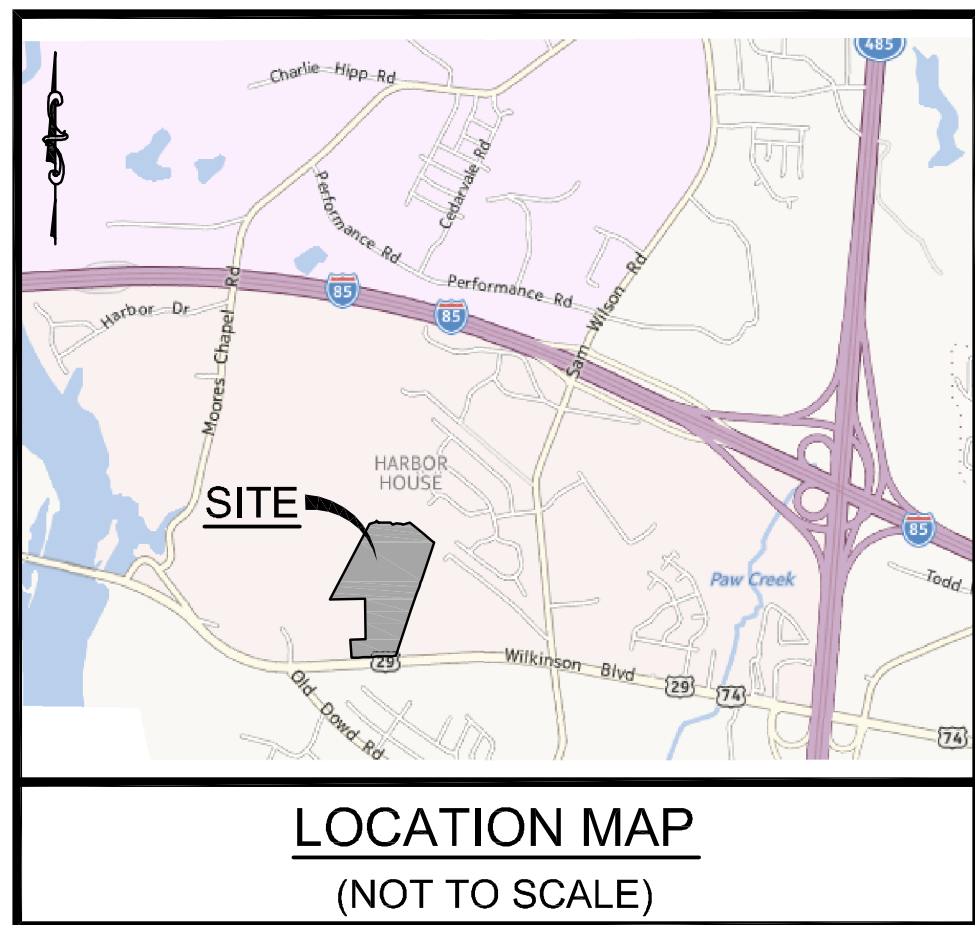 485
Charlie Hipp Rd
Cedarvale Rd
Performance Rd
Performance Rd
Sam Wilson Rd
85
85
Harbor Dr
Moores Chapel Rd
HARBOR
HOUSE
SITE
85
Paw Creek
Todd
Wilkinson Blvd
29
29
74
74
Old Dowd Rd
LOCATION MAP
(NOT TO SCALE)